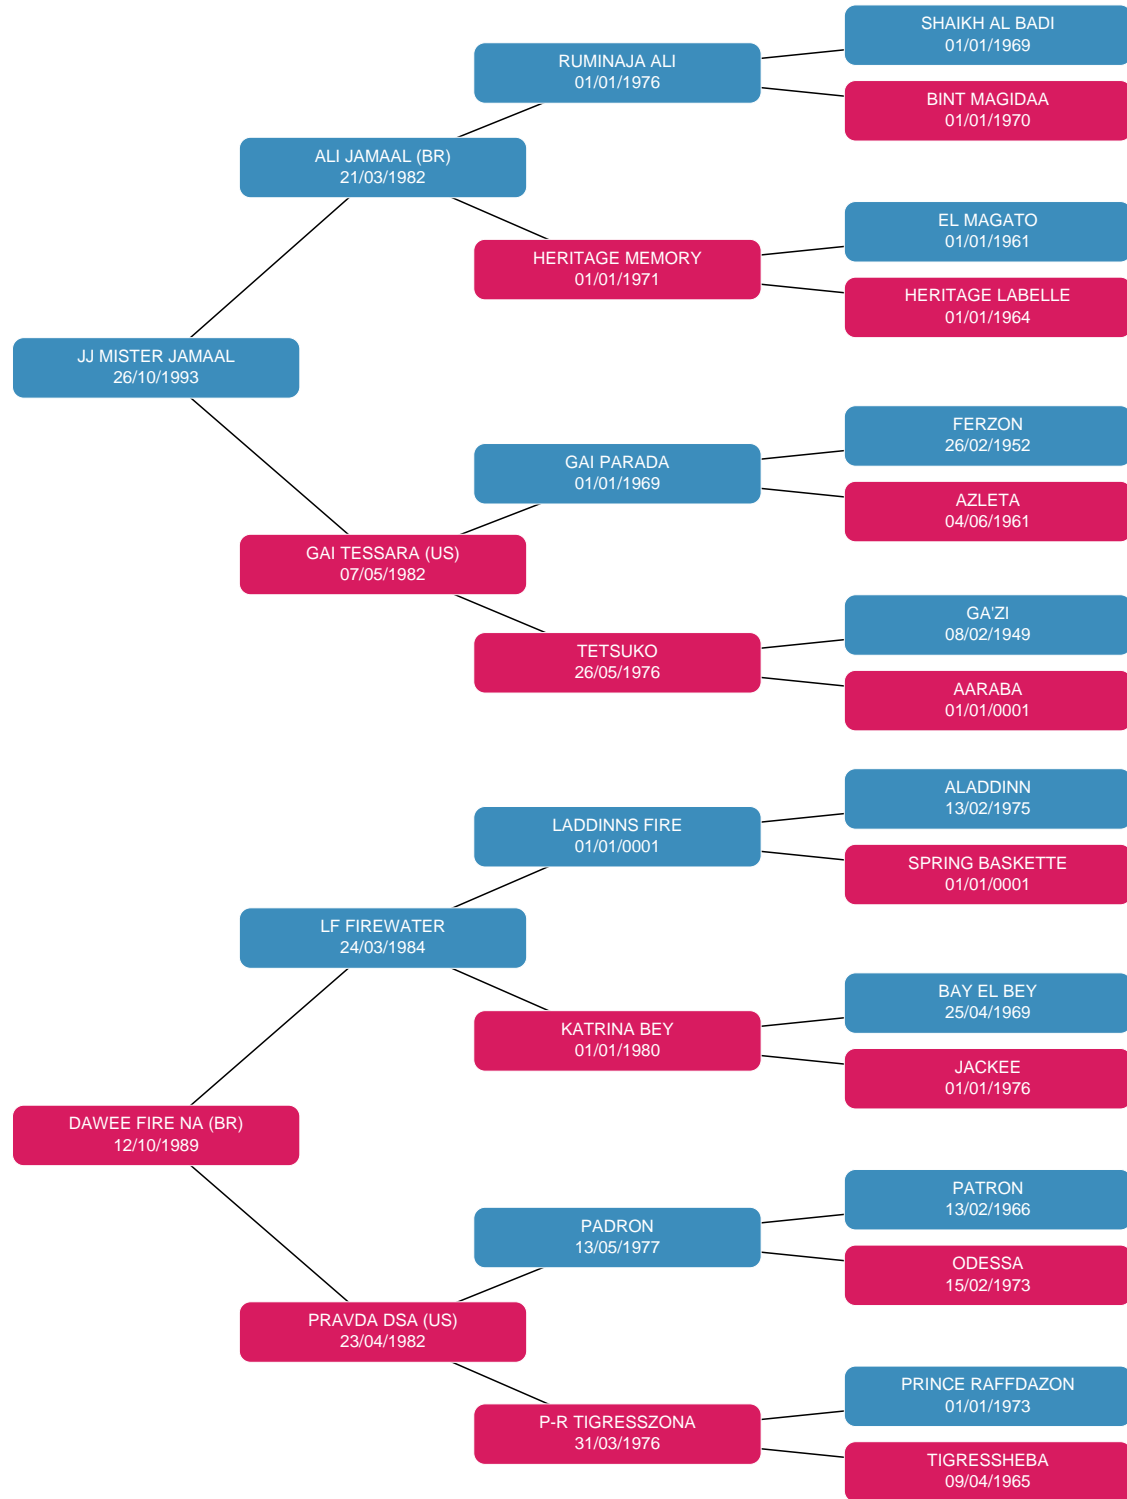 SHAIKH AL BADI
01/01/1969
RUMINAJA ALI
01/01/1976
BINT MAGIDAA
01/01/1970
ALI JAMAAL (BR)
21/03/1982
EL MAGATO
01/01/1961
HERITAGE MEMORY
01/01/1971
HERITAGE LABELLE
01/01/1964
JJ MISTER JAMAAL
26/10/1993
FERZON
26/02/1952
GAI PARADA
01/01/1969
AZLETA
04/06/1961
GAI TESSARA (US)
07/05/1982
GA'ZI
08/02/1949
TETSUKO
26/05/1976
AARABA
01/01/0001
ALADDINN
13/02/1975
LADDINNS FIRE
01/01/0001
SPRING BASKETTE
01/01/0001
LF FIREWATER
24/03/1984
BAY EL BEY
25/04/1969
KATRINA BEY
01/01/1980
JACKEE
01/01/1976
DAWEE FIRE NA (BR)
12/10/1989
PATRON
13/02/1966
PADRON
13/05/1977
ODESSA
15/02/1973
PRAVDA DSA (US)
23/04/1982
PRINCE RAFFDAZON
01/01/1973
P-R TIGRESSZONA
31/03/1976
TIGRESSHEBA
09/04/1965